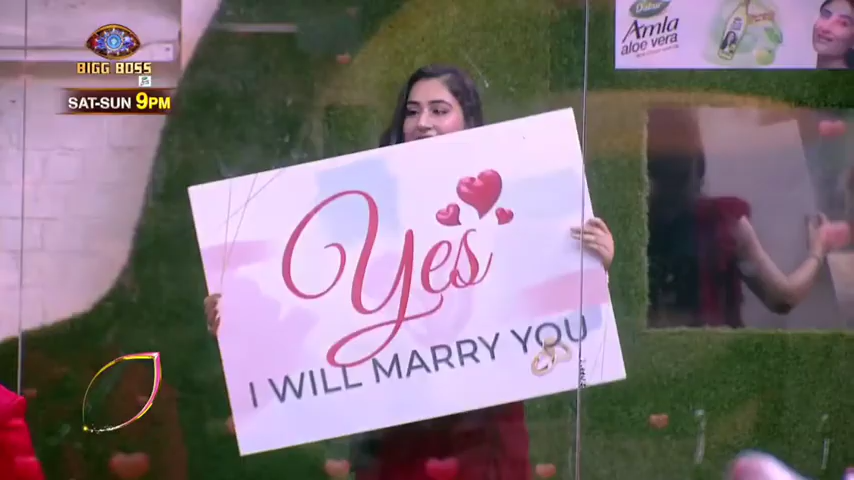 BIGG BOSS
SAT-SUN 9PM
Dabur
Amla
aloe vera
Yes
I WILL MARRY YOU